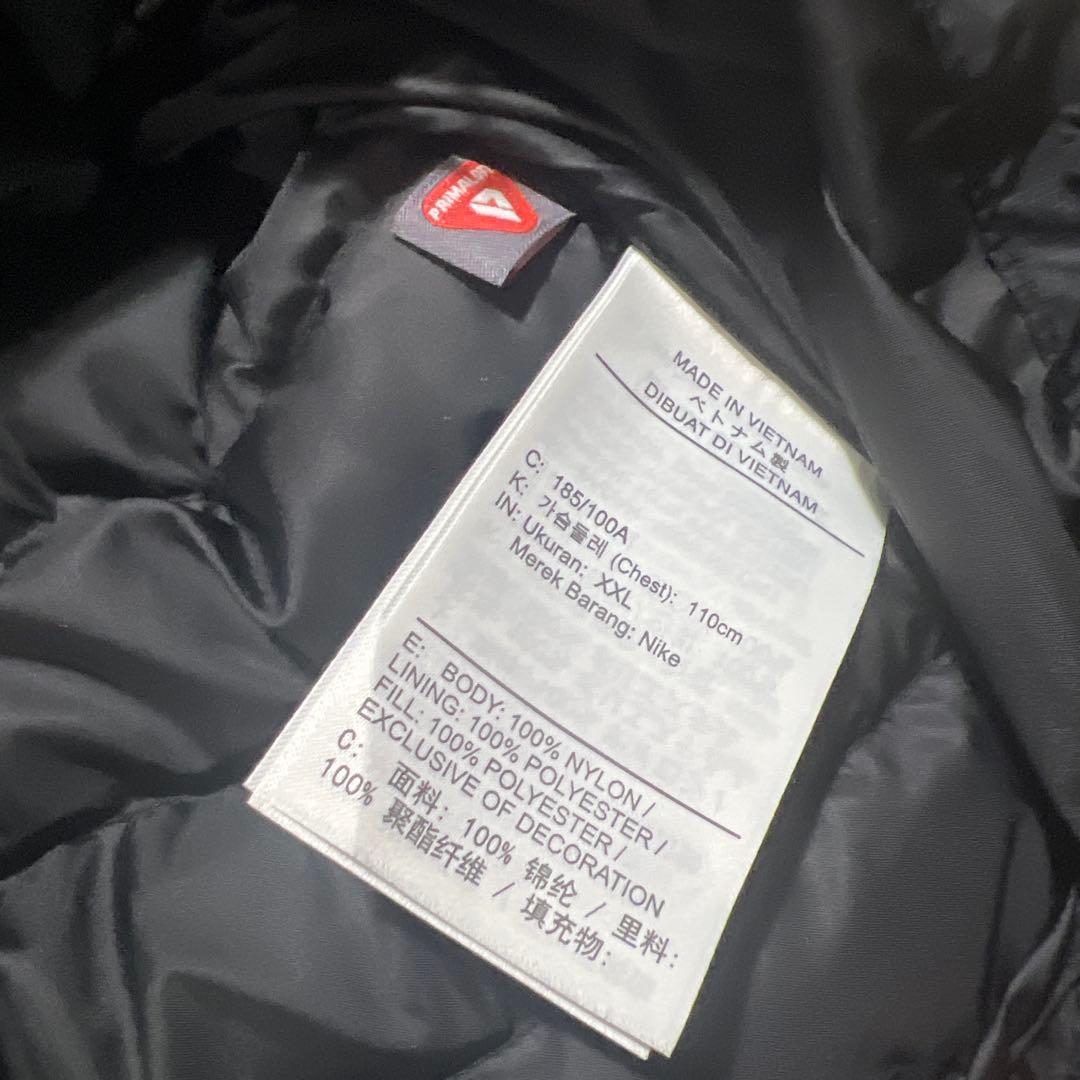 PRIMALOFT
MADE IN VIETNAM
ベトナム製
DIBUAT DI VIETNAM
C: 185/100A
K: 가슴둘레 (Chest): 110cm
IN: Ukuran: XXL
Merek Barang: Nike
E: BODY: 100% NYLON /
LINING: 100% POLYESTER /
FILL: 100% POLYESTER /
EXCLUSIVE OF DECORATION
C: 面料: 100% 锦纶 / 里料:
100% 聚酯纤维 / 填充物: